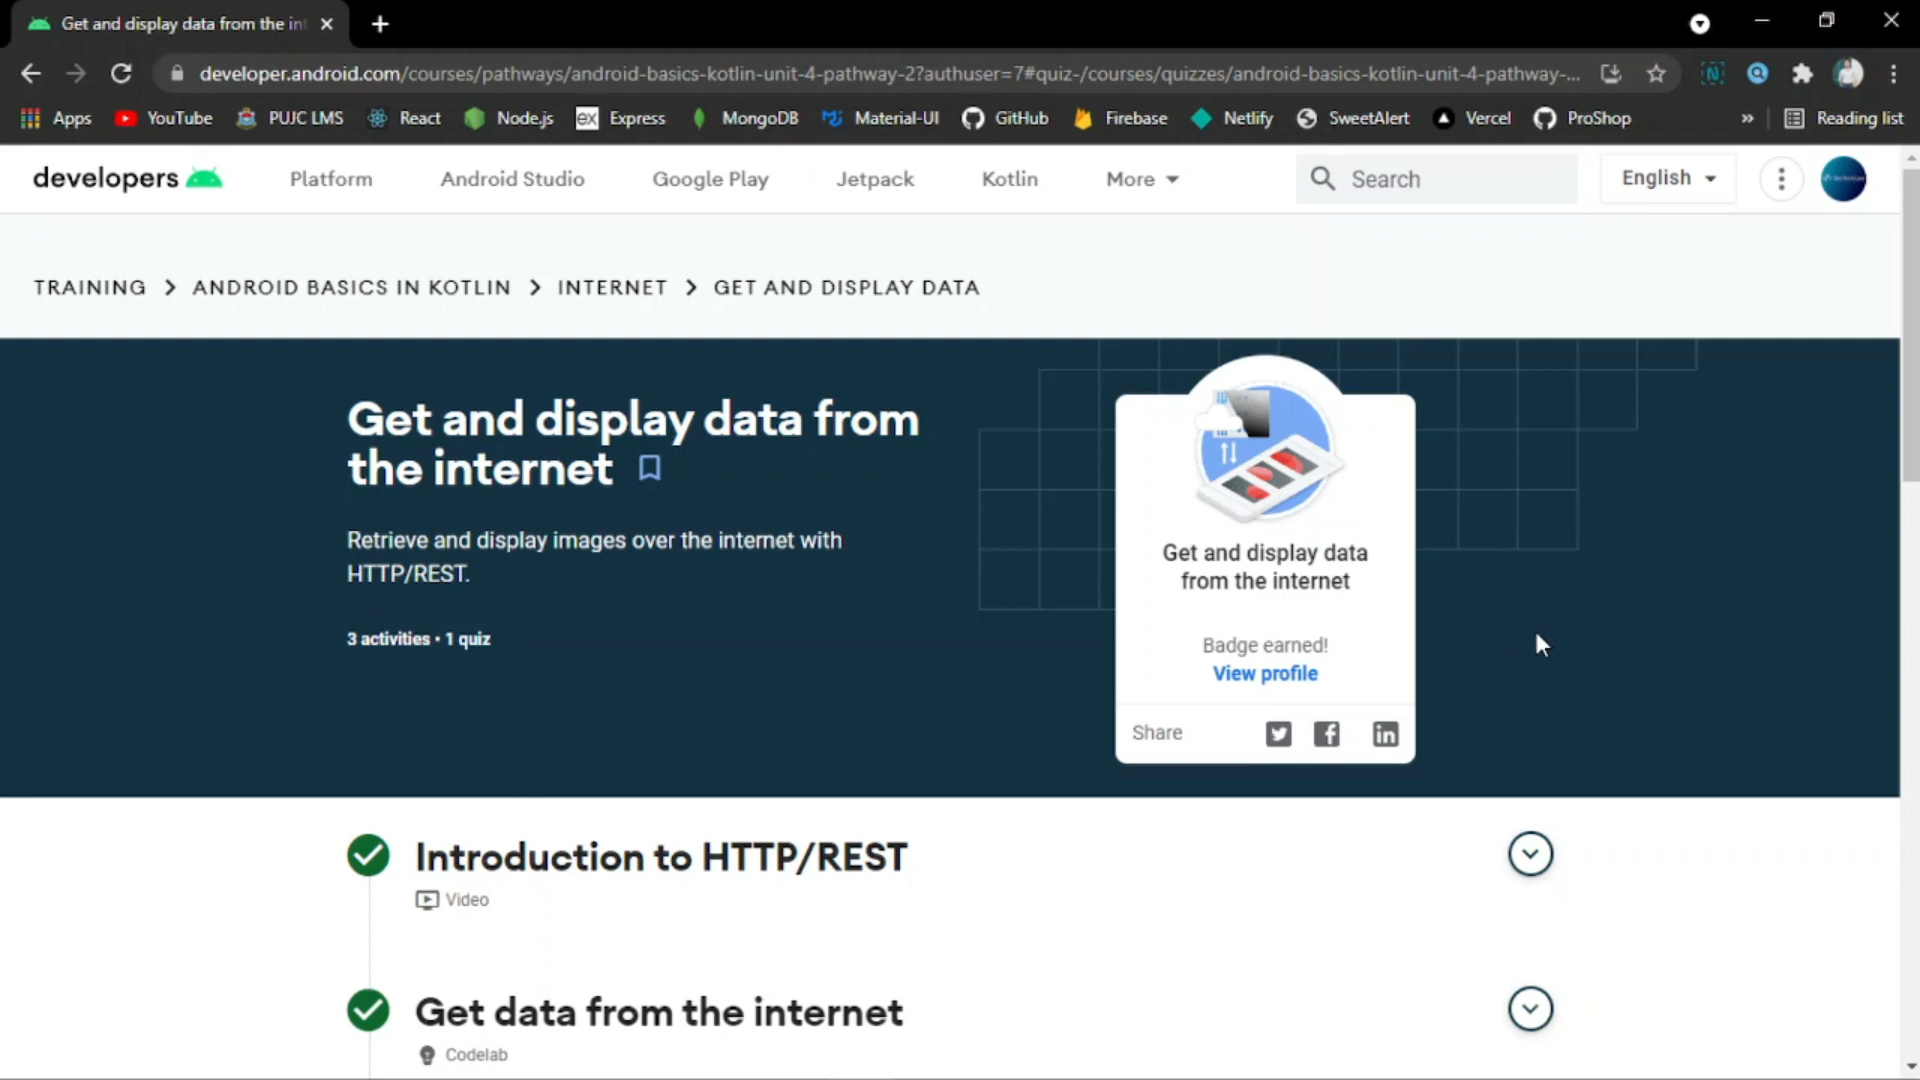 Get and display data from the in
developer.android.com/courses/pathways/android-basics-kotlin-unit-4-pathway-2?authuser=7#quiz-/courses/quizzes/android-basics-kotlin-unit-4-pathway-...
Apps YouTube PUJC LMS React Node.js ex Express MongoDB Material-UI GitHub Firebase Netlify SweetAlert Vercel ProShop » Reading list
developers Platform Android Studio Google Play Jetpack Kotlin More Search English
TRAINING > ANDROID BASICS IN KOTLIN > INTERNET > GET AND DISPLAY DATA
Get and display data from
the internet
Retrieve and display images over the internet with
HTTP/REST.
3 activities • 1 quiz
Get and display data
from the internet
Badge earned!
View profile
Share
Introduction to HTTP/REST
Video
Get data from the internet
Codelab